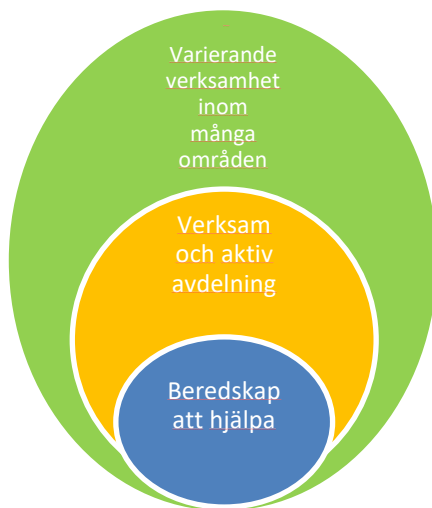 Varierande
verksamhet
inom
många
områden
Verksam
och aktiv
avdelning
Beredskap
att hjälpa